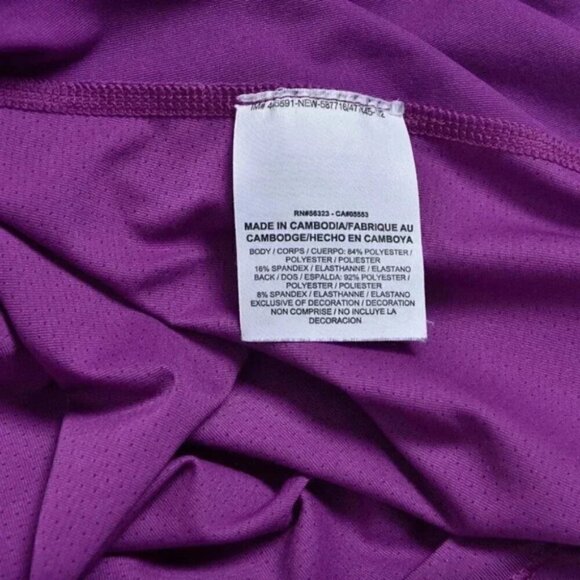 RN#56323 - CA#05553
MADE IN CAMBODIA/FABRIQUE AU
CAMBODGE/HECHO EN CAMBOYA
BODY / CORPS / CUERPO: 84% POLYESTER /
POLYESTER / POLIESTER
16% SPANDEX / ELASTHANNE / ELASTANO
BACK / DOS / ESPALDA: 92% POLYESTER /
POLYESTER / POLIESTER
8% SPANDEX / ELASTHANNE / ELASTANO
EXCLUSIVE OF DECORATION / DECORATION
NON COMPRISE / NO INCLUYE LA
DECORACION